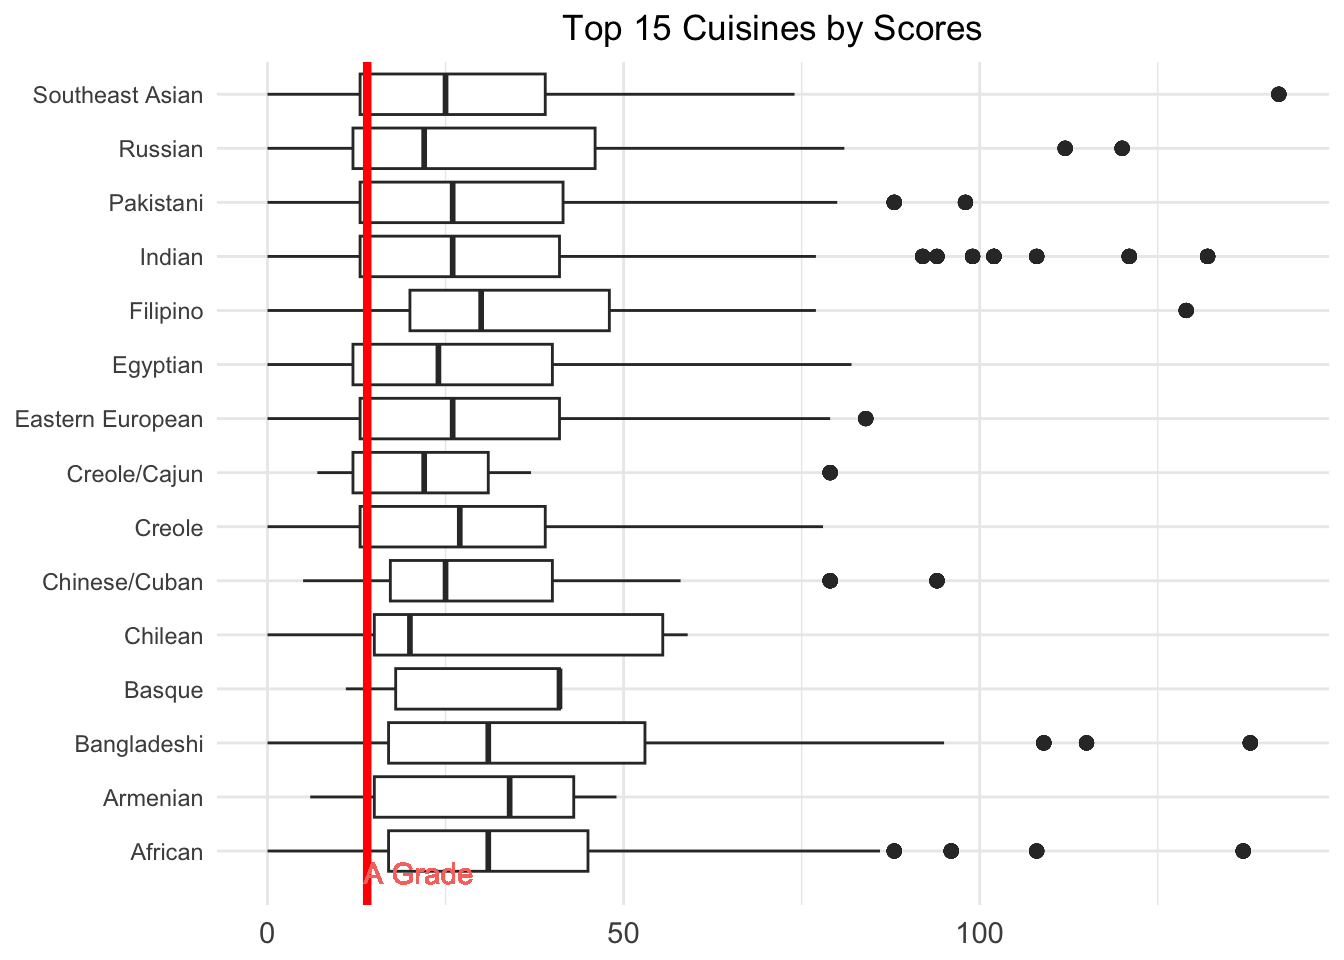 Top 15 Cuisines by Scores
Southeast Asian
Russian
Pakistani
Indian
Filipino
Egyptian
Eastern European
Creole/Cajun
Creole
Chinese/Cuban
Chilean
Basque
Bangladeshi
Armenian
African
A Grade
0 50 100